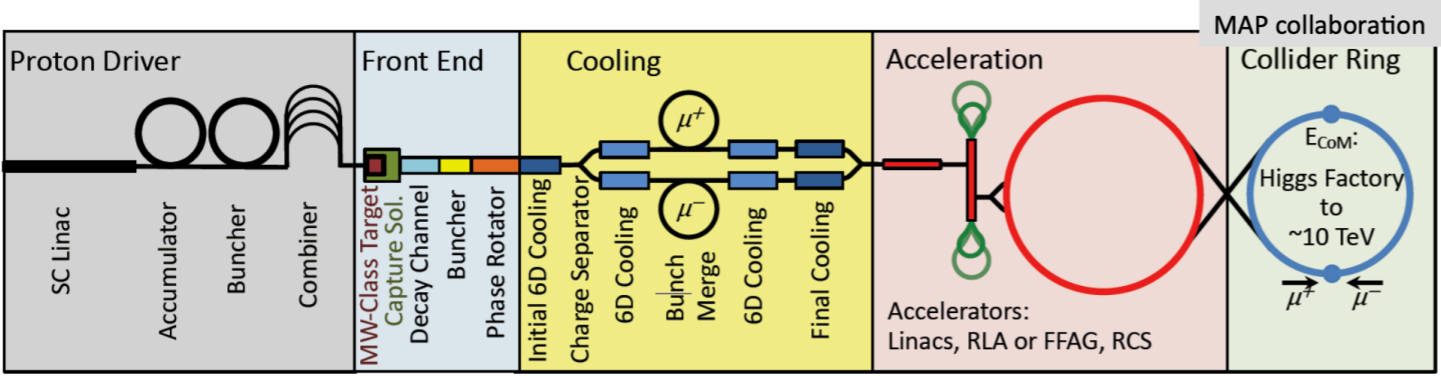 MAP collaboration
Proton Driver
Front End
Cooling
Acceleration
Collider Ring
SC Linac
Accumulator
Buncher
Combiner
MW-Class Target
Capture Sol.
Decay Channel
Buncher
Phase Rotator
Initial 6D Cooling
Charge Separator
6D Cooling
μ+
μ−
Bunch
Merge
6D Cooling
Final Cooling
Accelerators:
Linacs, RLA or FFAG, RCS
ECoM:
Higgs Factory
to
~10 TeV
μ+ μ−